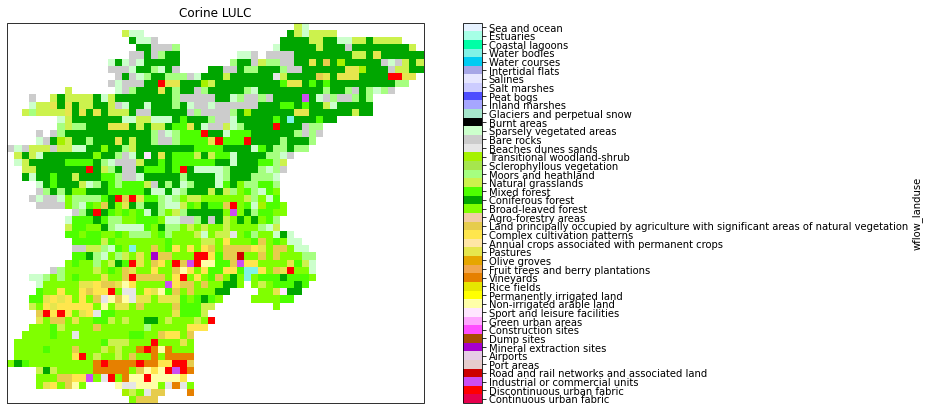 Corine LULC
Sea and ocean
Estuaries
Coastal lagoons
Water bodies
Water courses
Intertidal flats
Salines
Salt marshes
Peat bogs
Inland marshes
Glaciers and perpetual snow
Burnt areas
Sparsely vegetated areas
Bare rocks
Beaches dunes sands
Transitional woodland-shrub
Sclerophyllous vegetation
Moors and heathland
Natural grasslands
Mixed forest
Coniferous forest
Broad-leaved forest
Agro-forestry areas
Land principally occupied by agriculture with significant areas of natural vegetation
Complex cultivation patterns
Annual crops associated with permanent crops
Pastures
Olive groves
Fruit trees and berry plantations
Vineyards
Rice fields
Permanently irrigated land
Non-irrigated arable land
Sport and leisure facilities
Green urban areas
Construction sites
Dump sites
Mineral extraction sites
Airports
Port areas
Road and rail networks and associated land
Industrial or commercial units
Discontinuous urban fabric
Continuous urban fabric
wflow_landuse